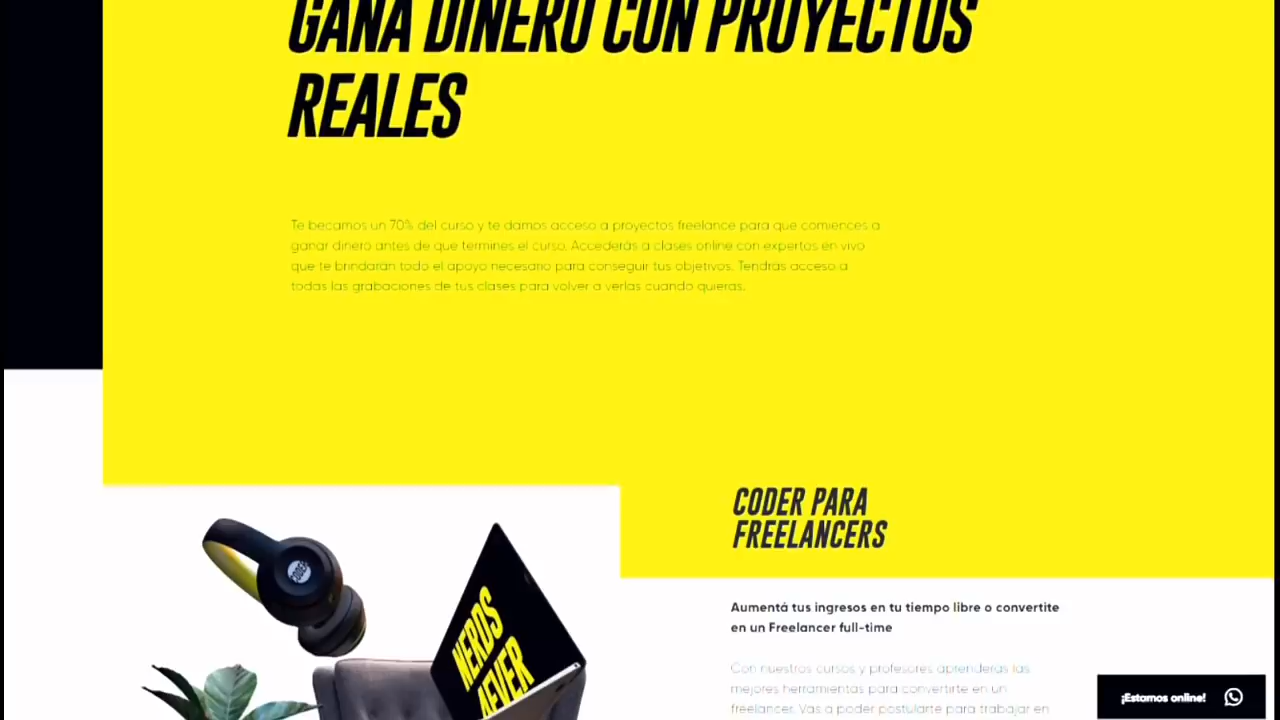 GANA DINERO CON PROYECTOS
REALES
Te becamos un 70% del curso y te damos acceso a proyectos freelance para que comiences a
ganar dinero antes de que termines el curso. Accederás a clases online con expertos en vivo
que te brindarán todo el apoyo necesario para conseguir tus objetivos. Tendrás acceso a
todas las grabaciones de tus clases para volver a verlas cuando quieras.
CODER PARA
FREELANCERS
Aumentá tus ingresos en tu tiempo libre o convertite
en un Freelancer full-time
Con nuestros cursos y profesores aprenderás las
mejores herramientas para convertirte en un
freelancer. Vas a poder postularte para trabajar en
NERDS
4EVER
CODER
¡Estamos online!